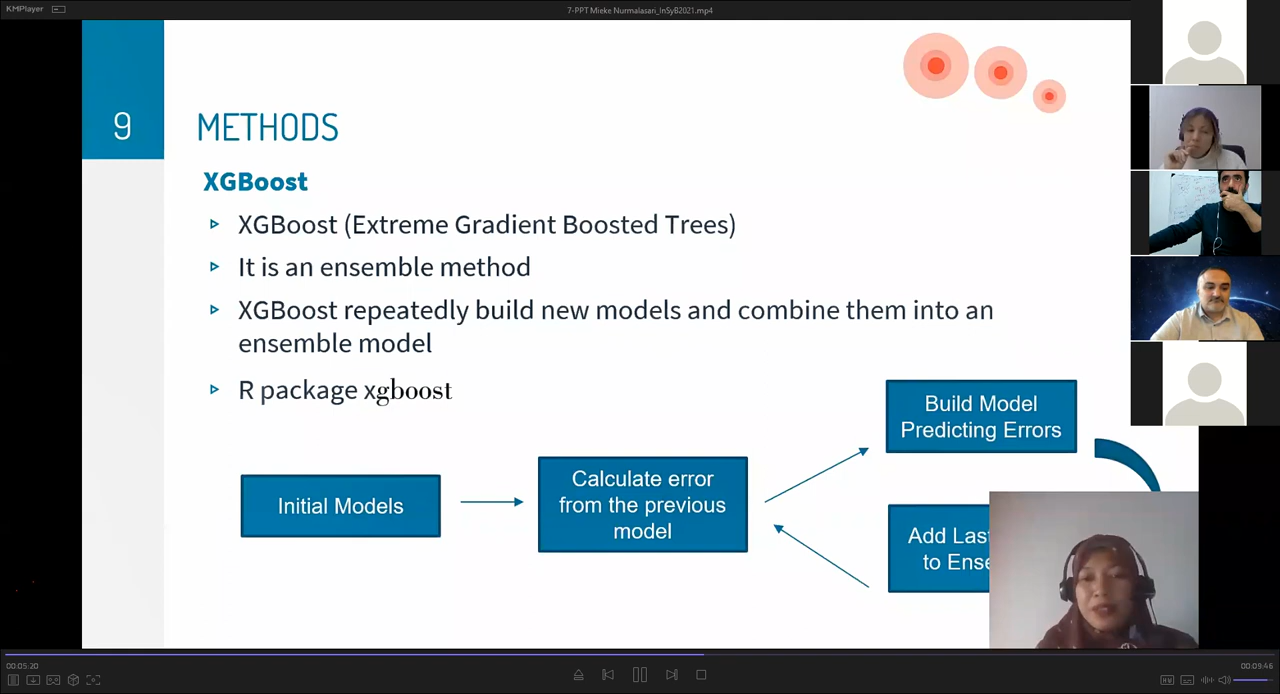 KMPlayer
7-PPT Mieke Nurmalasari_InSyB2021.mp4
9
METHODS
XGBoost
XGBoost (Extreme Gradient Boosted Trees)
It is an ensemble method
XGBoost repeatedly build new models and combine them into an
ensemble model
R package xgboost
Initial Models
Calculate error
from the previous
model
Build Model
Predicting Errors
Add Las
to Ense
00:05:20
00:09:46